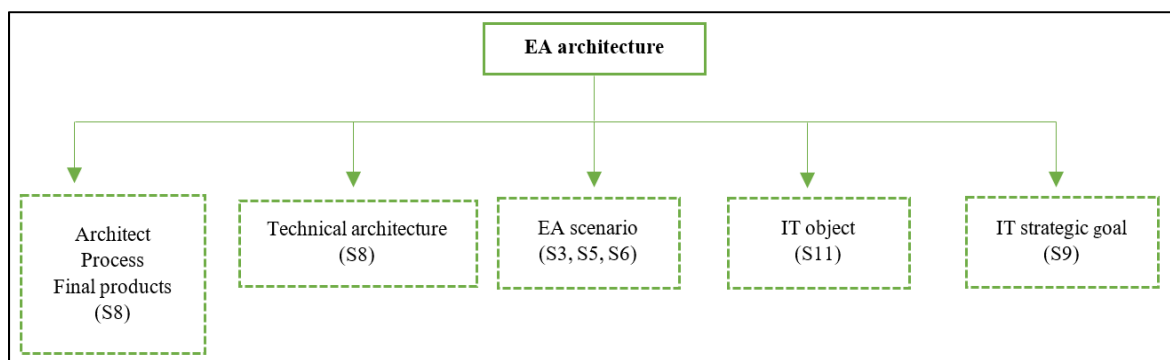 EA architecture
Architect
Process
Final products
(S8)
Technical architecture
(S8)
EA scenario
(S3, S5, S6)
IT object
(S11)
IT strategic goal
(S9)